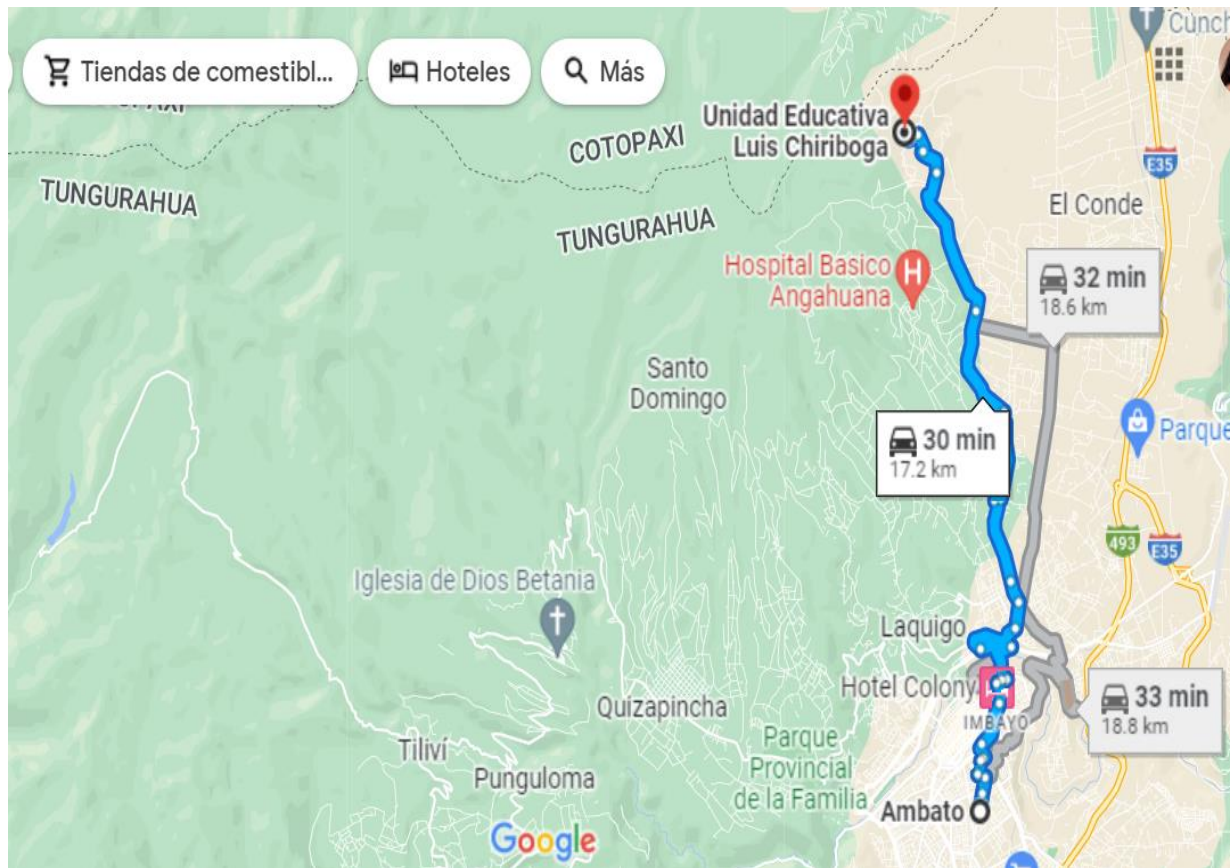 Tiendas de comestibl...
Hoteles
Más
TUNGURAHUA
COTOPAXI
TUNGURAHUA
Unidad Educativa
Luis Chiriboga
E35
El Conde
Hospital Basico
Angahuana
H
32 min
18.6 km
Santo
Domingo
30 min
17.2 km
Parque
493
E35
Iglesia de Dios Betania
Laquigo
Hotel Colony
IMBAYO
33 min
18.8 km
Quizapincha
Tiliví
Punguloma
Parque
Provincial
de la Familia
Ambato
Google